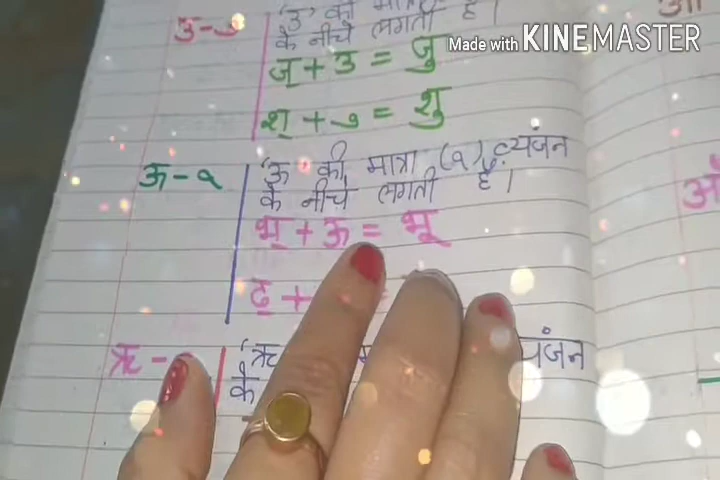 उ - ु 'उ' की मात्रा
के नीचे लगती है।
ज् + उ = जु
श् + ु = शु
ऊ - ू 'ऊ' की मात्रा (ू) व्यंजन
के नीचे लगती है।
भ् + ऊ = भू
द् +
ऋ - 'ऋ यंजन
के
Made with KINEMASTER